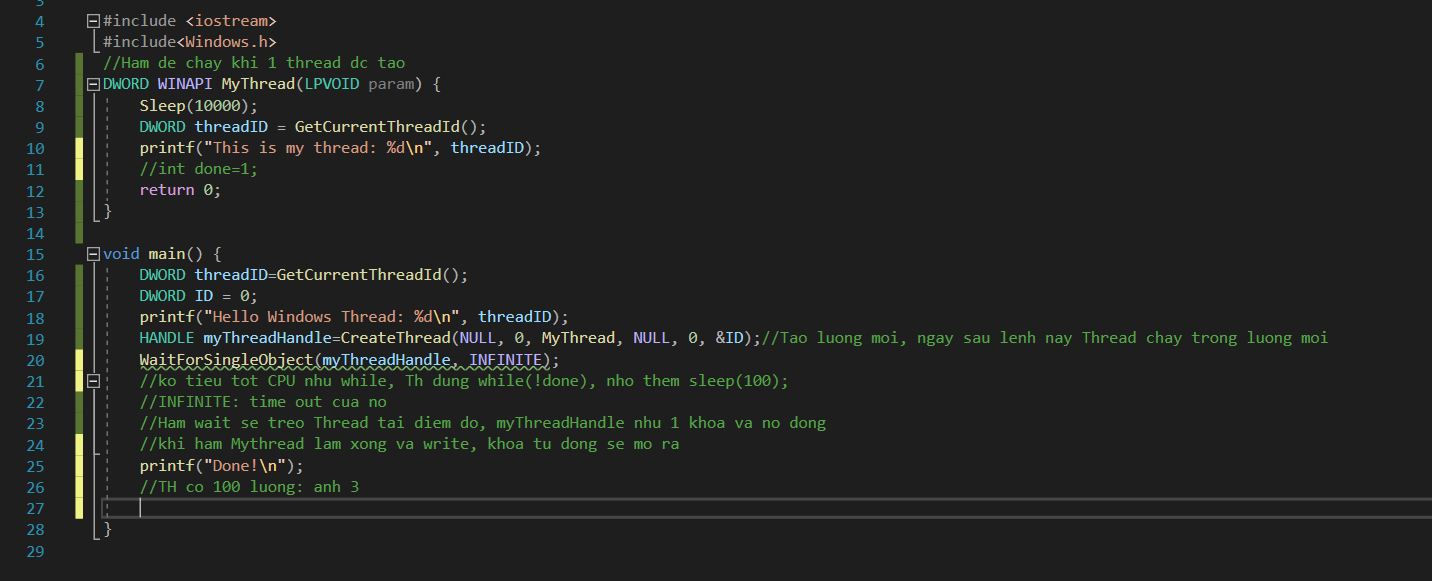 3
4 #include <iostream>
5 #include<Windows.h>
6 //Ham de chay khi 1 thread dc tao
7 DWORD WINAPI MyThread(LPVOID param) {
8 Sleep(10000);
9 DWORD threadID = GetCurrentThreadId();
10 printf("This is my thread: %d\n", threadID);
11 //int done=1;
12 return 0;
13 }
14
15 void main() {
16 DWORD threadID=GetCurrentThreadId();
17 DWORD ID = 0;
18 printf("Hello Windows Thread: %d\n", threadID);
19 HANDLE myThreadHandle=CreateThread(NULL, 0, MyThread, NULL, 0, &ID);//Tao luong moi, ngay sau lenh nay Thread chay trong luong moi
20 WaitForSingleObject(myThreadHandle, INFINITE);
21 //ko tieu tot CPU nhu while, Th dung while(!done), nho them sleep(100);
22 //INFINITE: time out cua no
23 //Ham wait se treo Thread tai diem do, myThreadHandle nhu 1 khoa va no dong
24 //khi ham Mythread lam xong va write, khoa tu dong se mo ra
25 printf("Done!\n");
26 //TH co 100 luong: anh 3
27
28 }
29